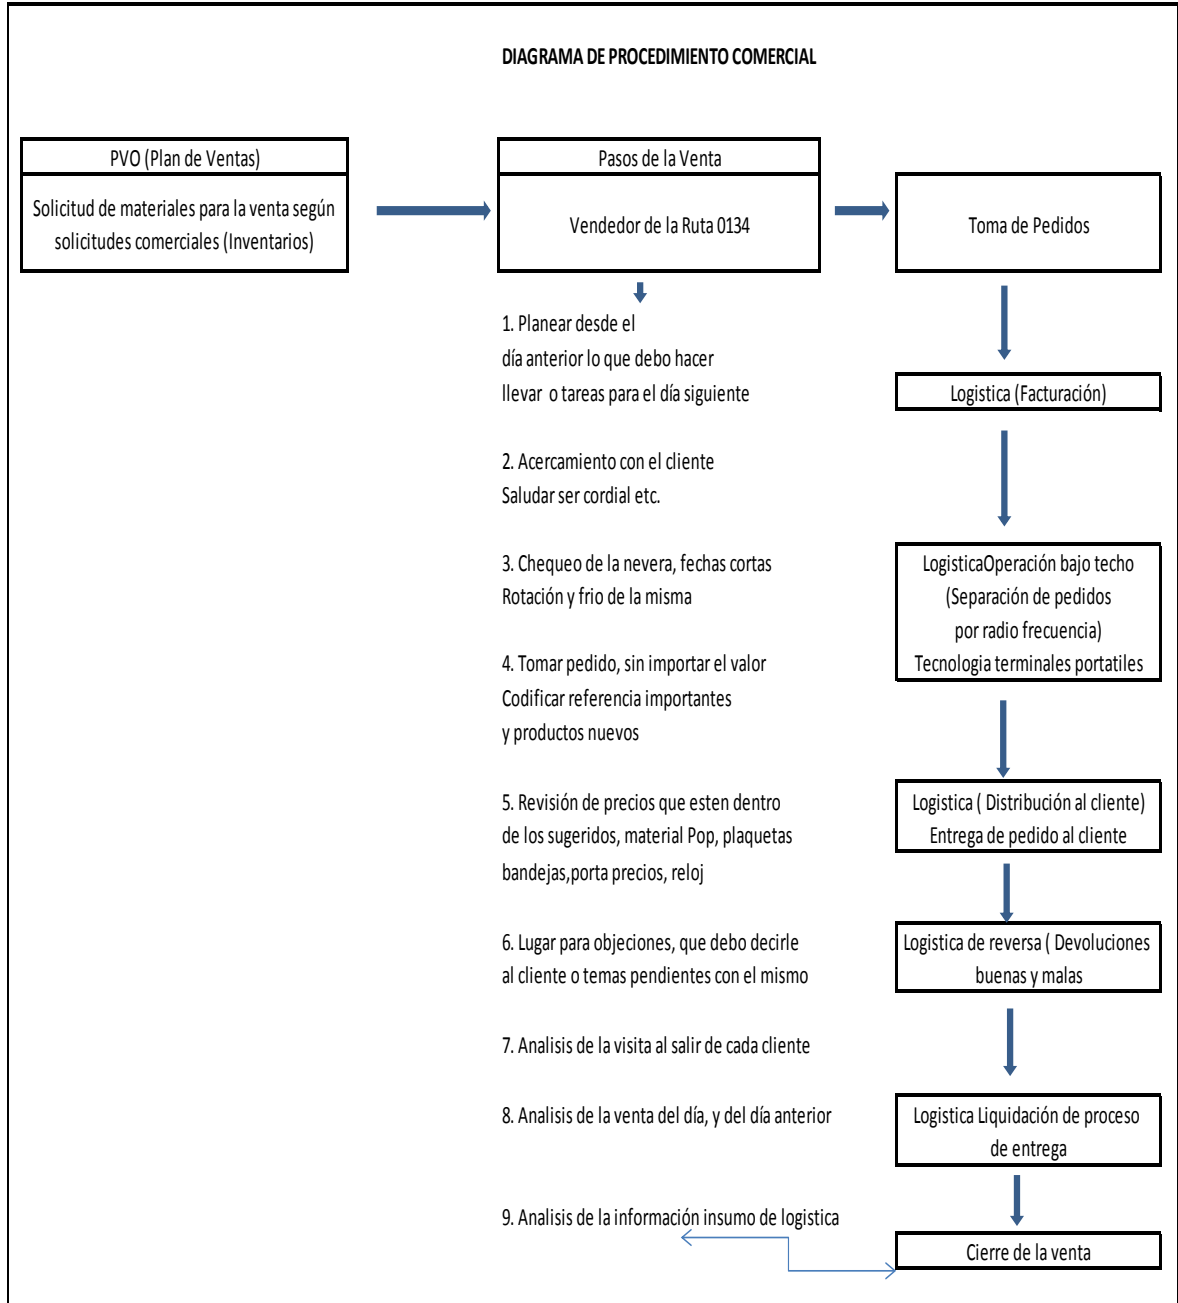 DIAGRAMA DE PROCEDIMIENTO COMERCIAL
PVO (Plan de Ventas)
Solicitud de materiales para la venta según
solicitudes comerciales (Inventarios)
Pasos de la Venta
Vendedor de la Ruta 0134
Toma de Pedidos
1. Planear desde el
día anterior lo que debo hacer
llevar o tareas para el día siguiente
2. Acercamiento con el cliente
Saludar ser cordial etc.
3. Chequeo de la nevera, fechas cortas
Rotación y frio de la misma
4. Tomar pedido, sin importar el valor
Codificar referencia importantes
y productos nuevos
5. Revisión de precios que esten dentro
de los sugeridos, material Pop, plaquetas
bandejas,porta precios, reloj
6. Lugar para objeciones, que debo decirle
al cliente o temas pendientes con el mismo
7. Analisis de la visita al salir de cada cliente
8. Analisis de la venta del día, y del día anterior
9. Analisis de la información insumo de logistica
Logistica (Facturación)
LogisticaOperación bajo techo
(Separación de pedidos
por radio frecuencia)
Tecnologia terminales portatiles
Logistica ( Distribución al cliente)
Entrega de pedido al cliente
Logistica de reversa ( Devoluciones
buenas y malas
Logistica Liquidación de proceso
de entrega
Cierre de la venta